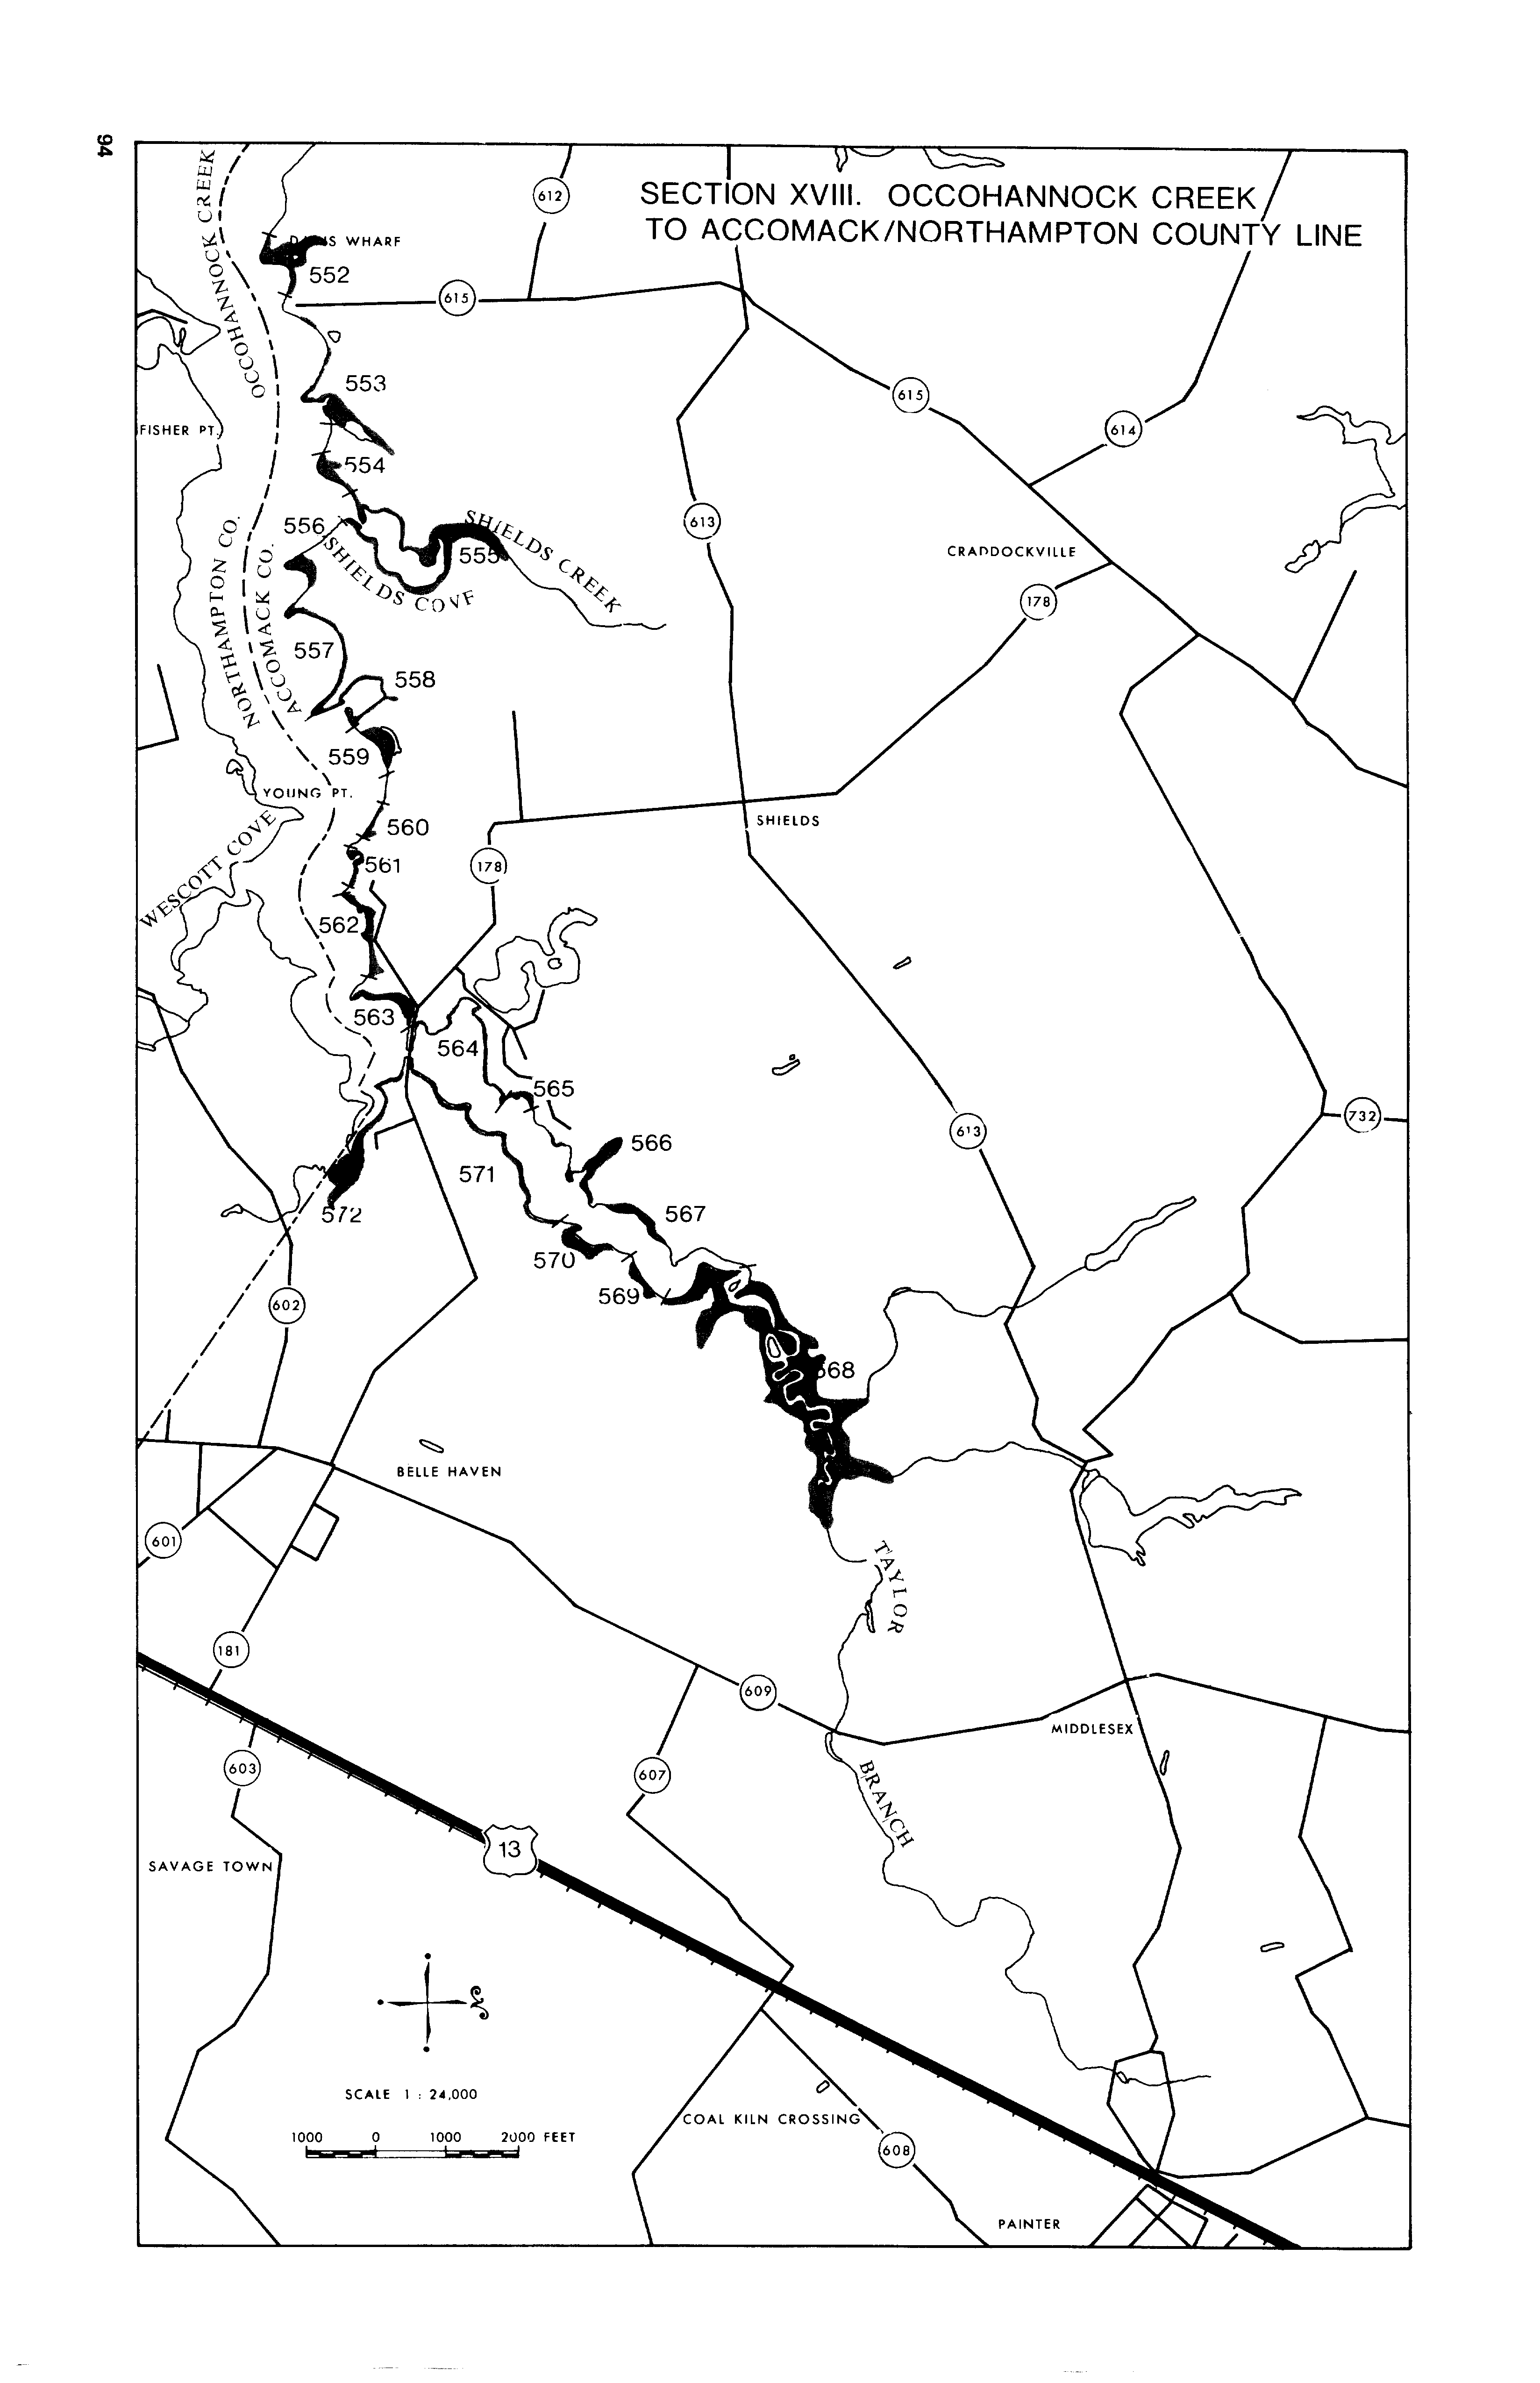 94
SECTION XVIII. OCCOHANNOCK CREEK
TO ACCOMACK/NORTHAMPTON COUNTY LINE
OCCOHANNOCK CREEK
612
WHARF
552
615
553
615
FISHER PT.
614
554
556
SHIELDS CREEK
613
555
SHIELDS COVE
CRADDOCKVILLE
178
NORTHAMPTON CO.
ACCOMACK CO.
557
558
559
YOUNG PT.
SHIELDS
560
WESCOTT COVE
561
178
562
563
564
565
732
613
566
571
567
572
570
569
602
568
BELLE HAVEN
601
TAYLOR
181
609
MIDDLESEX
603
607
BRANCH
13
SAVAGE TOWN
N
SCALE 1 : 24,000
COAL KILN CROSSING
1000 0 1000 2000 FEET
608
PAINTER